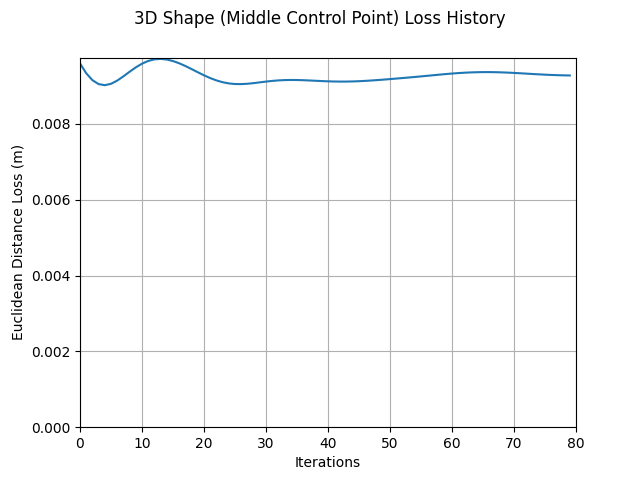 3D Shape (Middle Control Point) Loss History
Euclidean Distance Loss (m)
0.008
0.006
0.004
0.002
0.000
0 10 20 30 40 50 60 70 80
Iterations